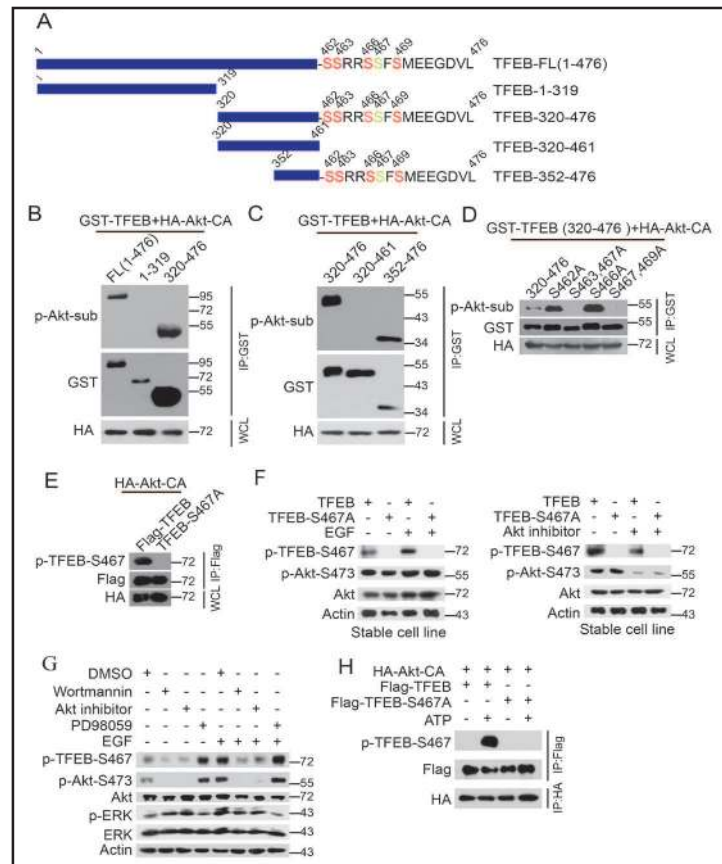 A
1 462 463 466 467 469 476
-SSRRSSFSMEEGDVL TFEB-FL(1-476)
1 319 TFEB-1-319
320 462 463 466 467 469 476
-SSRRSSFSMEEGDVL TFEB-320-476
320 461 TFEB-320-461
352 462 463 466 467 469 476
-SSRRSSFSMEEGDVL TFEB-352-476
B
GST-TFEB+HA-Akt-CA
FL(1-476) 1-319 320-476
p-Akt-sub
95
72
55
GST
95
72
55
IP:GST
HA 72 WCL
C
GST-TFEB+HA-Akt-CA
320-476 320-461 352-476
p-Akt-sub
55
43
34
GST
55
43
34
IP:GST
HA 72 WCL
D
GST-TFEB (320-476 )+HA-Akt-CA
320-476 S462A S463,467A S466A S467,469A
p-Akt-sub 55
GST 55
IP:GST
HA 72 WCL
E
HA-Akt-CA
Flag-TFEB TFEB-S467A
p-TFEB-S467 72
Flag 72
HA 72
WCL IP:Flag
F
TFEB + - + -
TFEB-S467A - + - +
EGF - - + +
p-TFEB-S467 72
p-Akt-S473 55
Akt 72
Actin 43
Stable cell line
TFEB + - + -
TFEB-S467A - + - +
Akt inhibitor - - + +
p-TFEB-S467 72
p-Akt-S473 55
Akt 72
Actin 43
Stable cell line
G
DMSO + - - - + - - -
Wortmannin - + - - - + - -
Akt inhibitor - - + - - - + -
PD98059 - - - + - - - +
EGF - - - - + + + +
p-TFEB-S467 72
p-Akt-S473 55
Akt 72
p-ERK 43
ERK 43
Actin
H
HA-Akt-CA + + + +
Flag-TFEB + + - -
Flag-TFEB-S467A - - + +
ATP - + - +
p-TFEB-S467 72
Flag 72
IP:Flag
HA 72 IP:HA